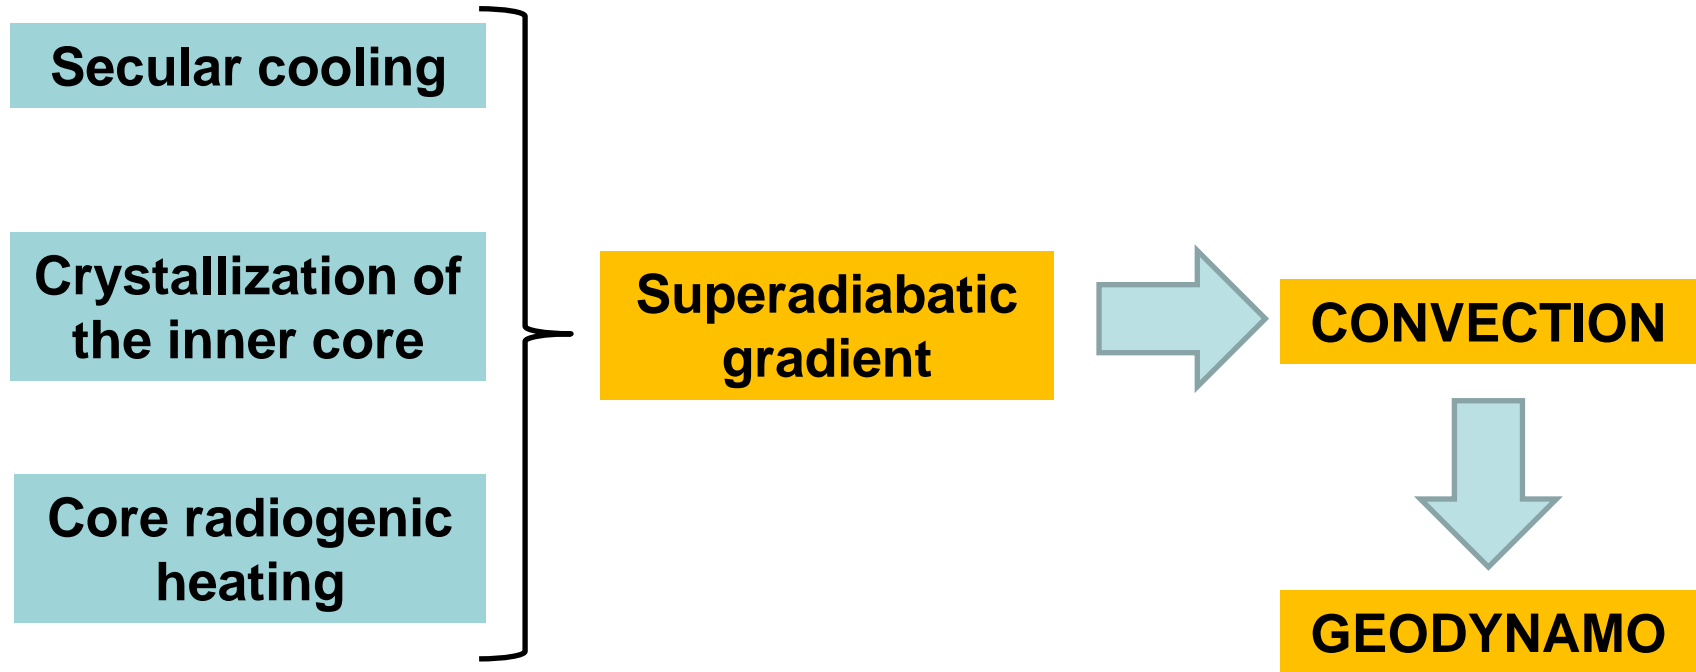 Secular cooling
Crystallization of
the inner core
Core radiogenic
heating
Superadiabatic
gradient
CONVECTION
GEODYNAMO